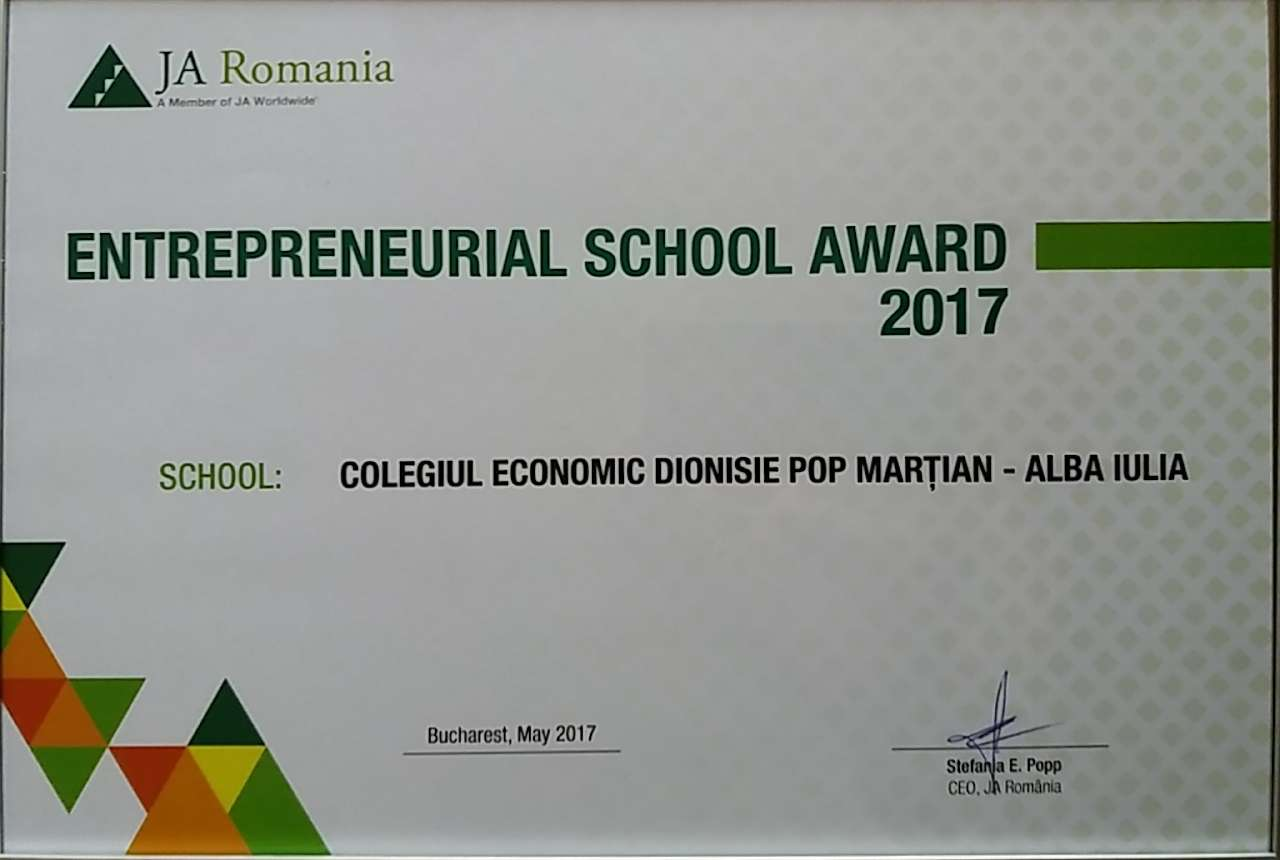 JA Romania
A Member of JA Worldwide
ENTREPRENEURIAL SCHOOL AWARD
2017
SCHOOL: COLEGIUL ECONOMIC DIONISIE POP MARȚIAN - ALBA IULIA
Bucharest, May 2017
Stefania E. Popp
CEO, JA România